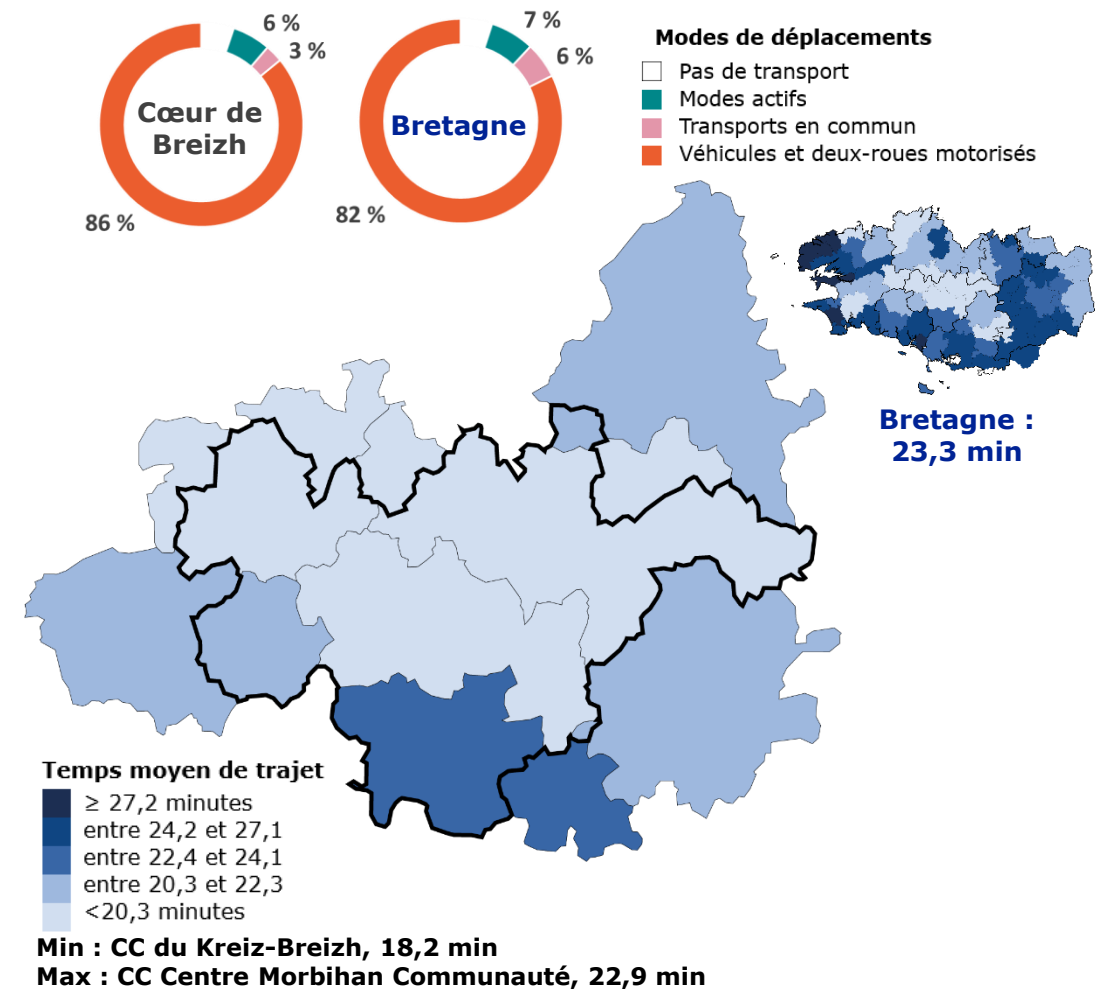 6 %
3 %
Cœur de
Breizh
86 %
7 %
6 %
Bretagne
82 %
Modes de déplacements
Pas de transport
Modes actifs
Transports en commun
Véhicules et deux-roues motorisés
Bretagne :
23,3 min
Temps moyen de trajet
≥ 27,2 minutes
entre 24,2 et 27,1
entre 22,4 et 24,1
entre 20,3 et 22,3
<20,3 minutes
Min : CC du Kreiz-Breizh, 18,2 min
Max : CC Centre Morbihan Communauté, 22,9 min